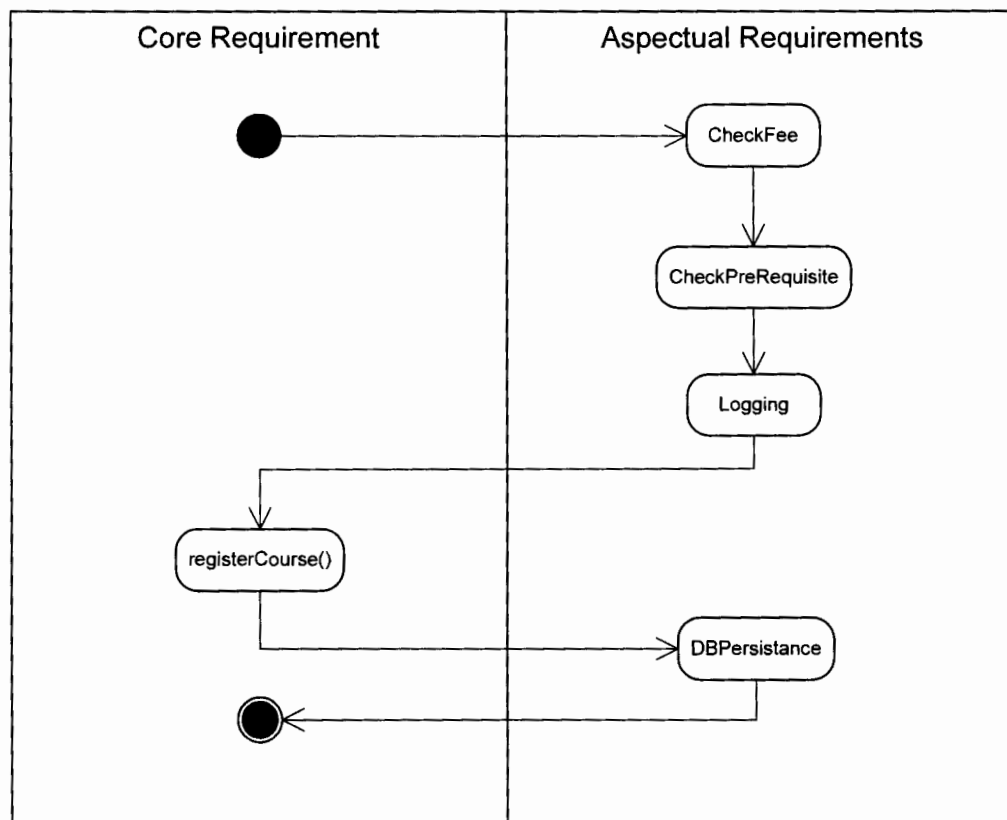 Core Requirement
Aspectual Requirements
CheckFee
CheckPreRequisite
Logging
registerCourse()
DBPersistance